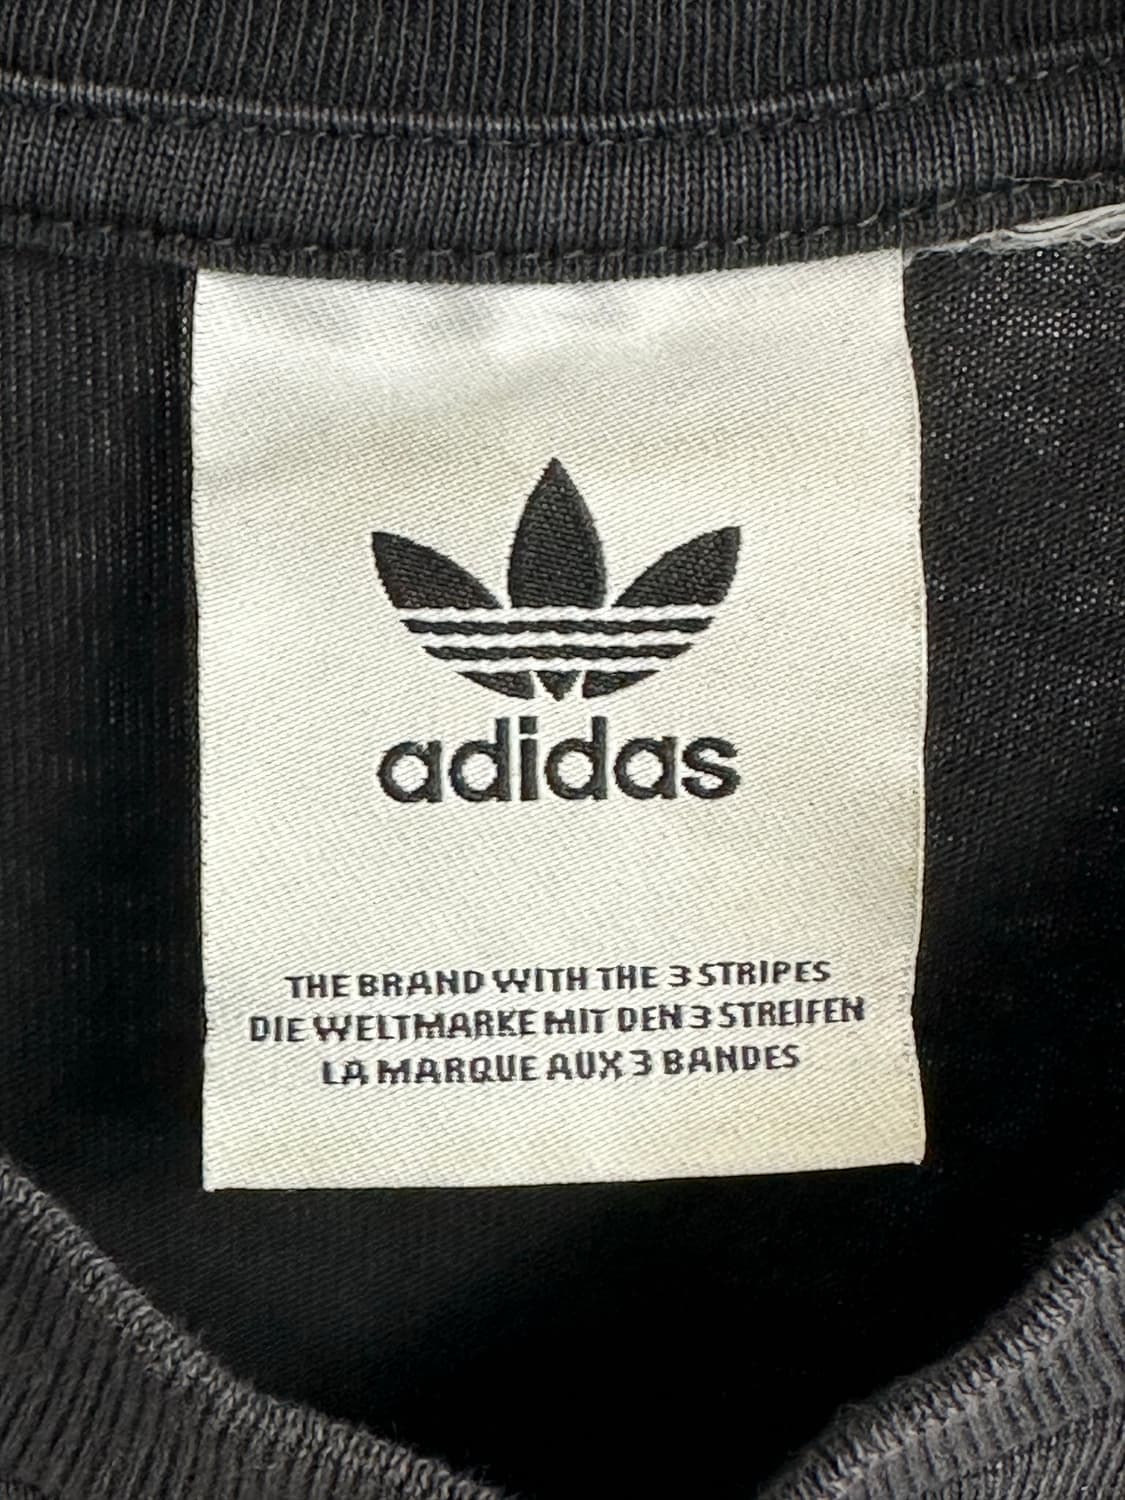 adidas
THE BRAND WITH THE 3 STRIPES
DIE WELTMARKE MIT DEN 3 STREIFEN
LA MARQUE AUX 3 BANDES